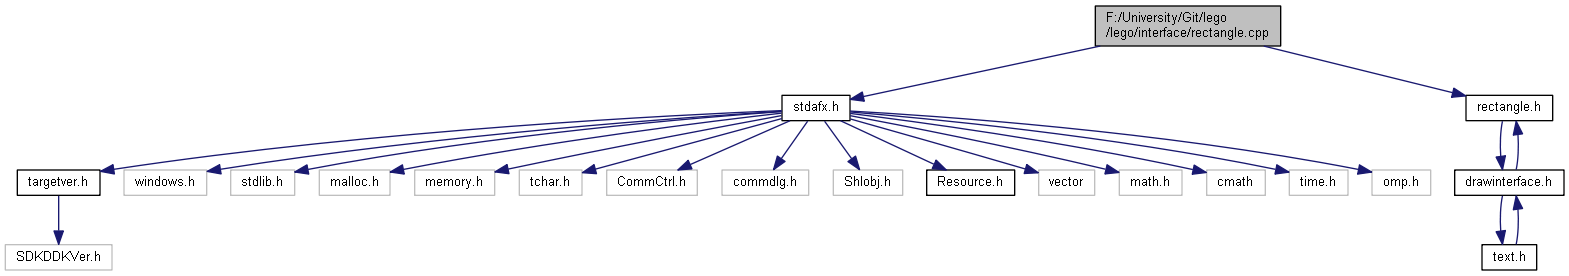 F:/University/Git/lego
/lego/interface/rectangle.cpp
stdafx.h
rectangle.h
targetver.h
windows.h
stdlib.h
malloc.h
memory.h
tchar.h
CommCtrl.h
commdlg.h
Shlobj.h
Resource.h
vector
math.h
cmath
time.h
omp.h
drawinterface.h
SDKDDKVer.h
text.h